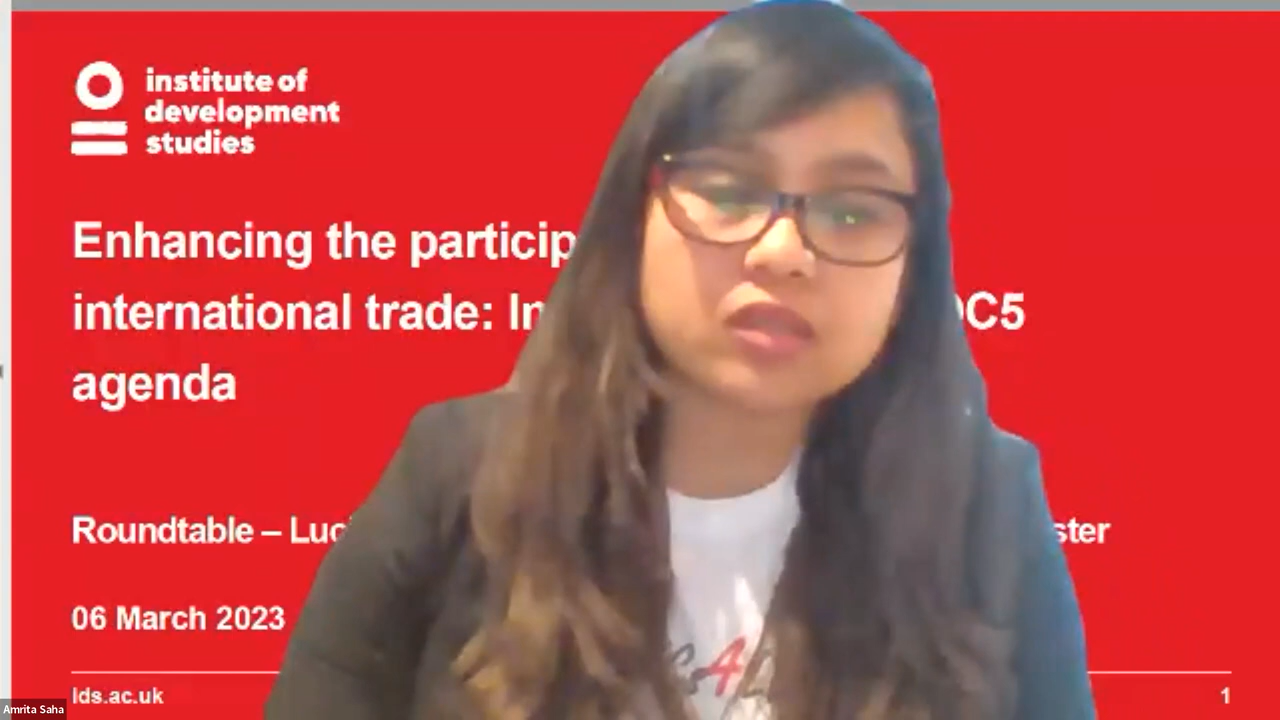 institute of
development
studies
Enhancing the particip
international trade: In DC5
agenda
Roundtable – Luc ster
06 March 2023
Ids.ac.uk
1
Amrita Saha